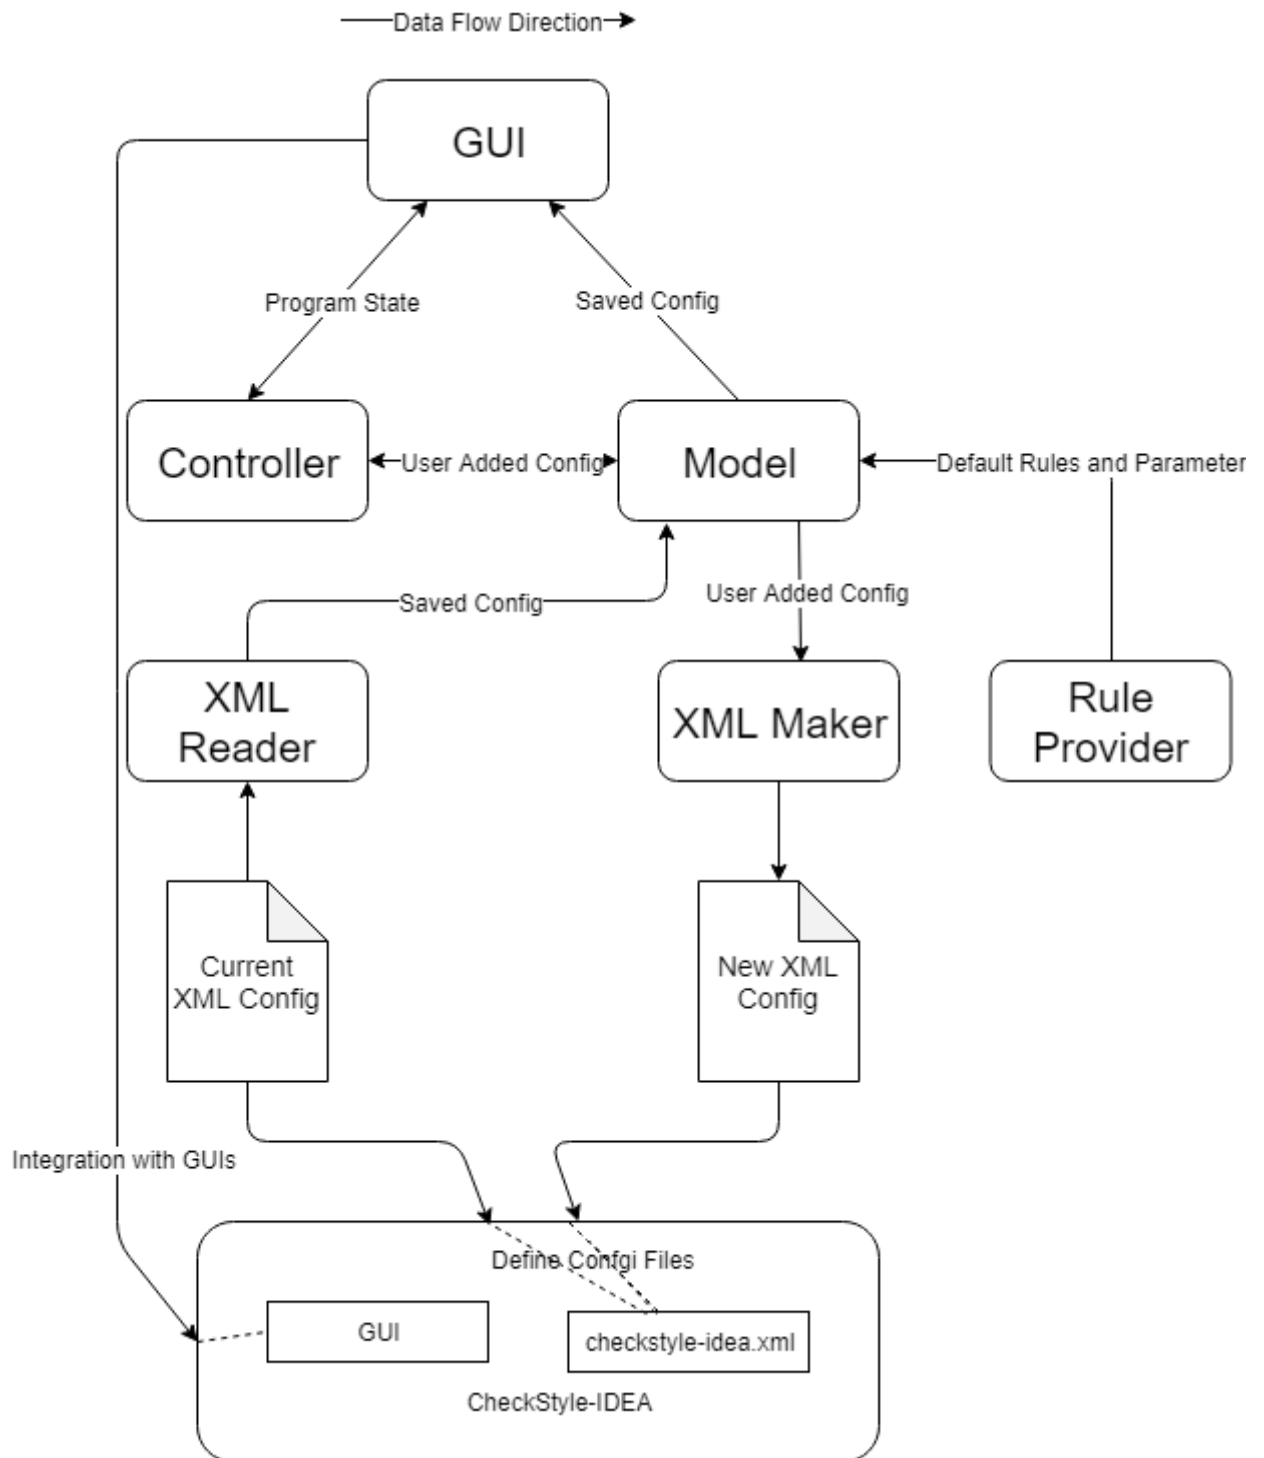 Data Flow Direction
GUI
Program State
Saved Config
Controller
User Added Config
Model
Default Rules and Parameter
Saved Config
User Added Config
XML
Reader
XML Maker
Rule
Provider
Current
XML Config
New XML
Config
Integration with GUIs
Define Confgi Files
GUI
checkstyle-idea.xml
CheckStyle-IDEA